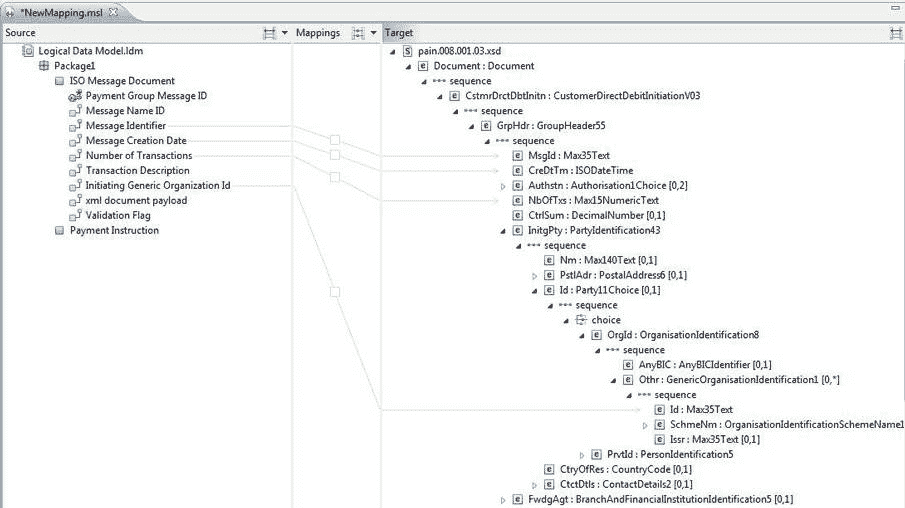 *NewMapping.msl
Source
Mappings
Target
Logical Data Model.ldm
Package1
ISO Message Document
Payment Group Message ID
Message Name ID
Message Identifier
Message Creation Date
Number of Transactions
Transaction Description
Initiating Generic Organization Id
xml document payload
Validation Flag
Payment Instruction
S pain.008.001.03.xsd
e Document : Document
sequence
e CstmrDrctDbtInitn : CustomerDirectDebitInitiationV03
sequence
e GrpHdr : GroupHeader55
sequence
e MsgId : Max35Text
e CreDtTm : ISODateTime
e Authstn : Authorisation1Choice [0,2]
e NbOfTxs : Max15NumericText
e CtrlSum : DecimalNumber [0,1]
e InitgPty : PartyIdentification43
sequence
e Nm : Max140Text [0,1]
e PstlAdr : PostalAddress6 [0,1]
e Id : Party11Choice [0,1]
sequence
choice
e OrgId : OrganisationIdentification8
sequence
e AnyBIC : AnyBICIdentifier [0,1]
e Othr : GenericOrganisationIdentification1 [0,*]
sequence
e Id : Max35Text
e SchmeNm : OrganisationIdentificationSchemeName1
e Issr : Max35Text [0,1]
e PrvtId : PersonIdentification5
e CtryOfRes : CountryCode [0,1]
e CtctDtls : ContactDetails2 [0,1]
e FwdgAgt : BranchAndFinancialInstitutionIdentification5 [0,1]